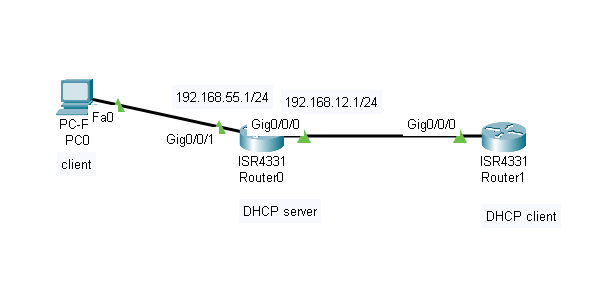 192.168.55.1/24
192.168.12.1/24
Fa0
PC-F
PC0
client
Gig0/0/1
Gig0/0/0
ISR4331
Router0
DHCP server
Gig0/0/0
ISR4331
Router1
DHCP client